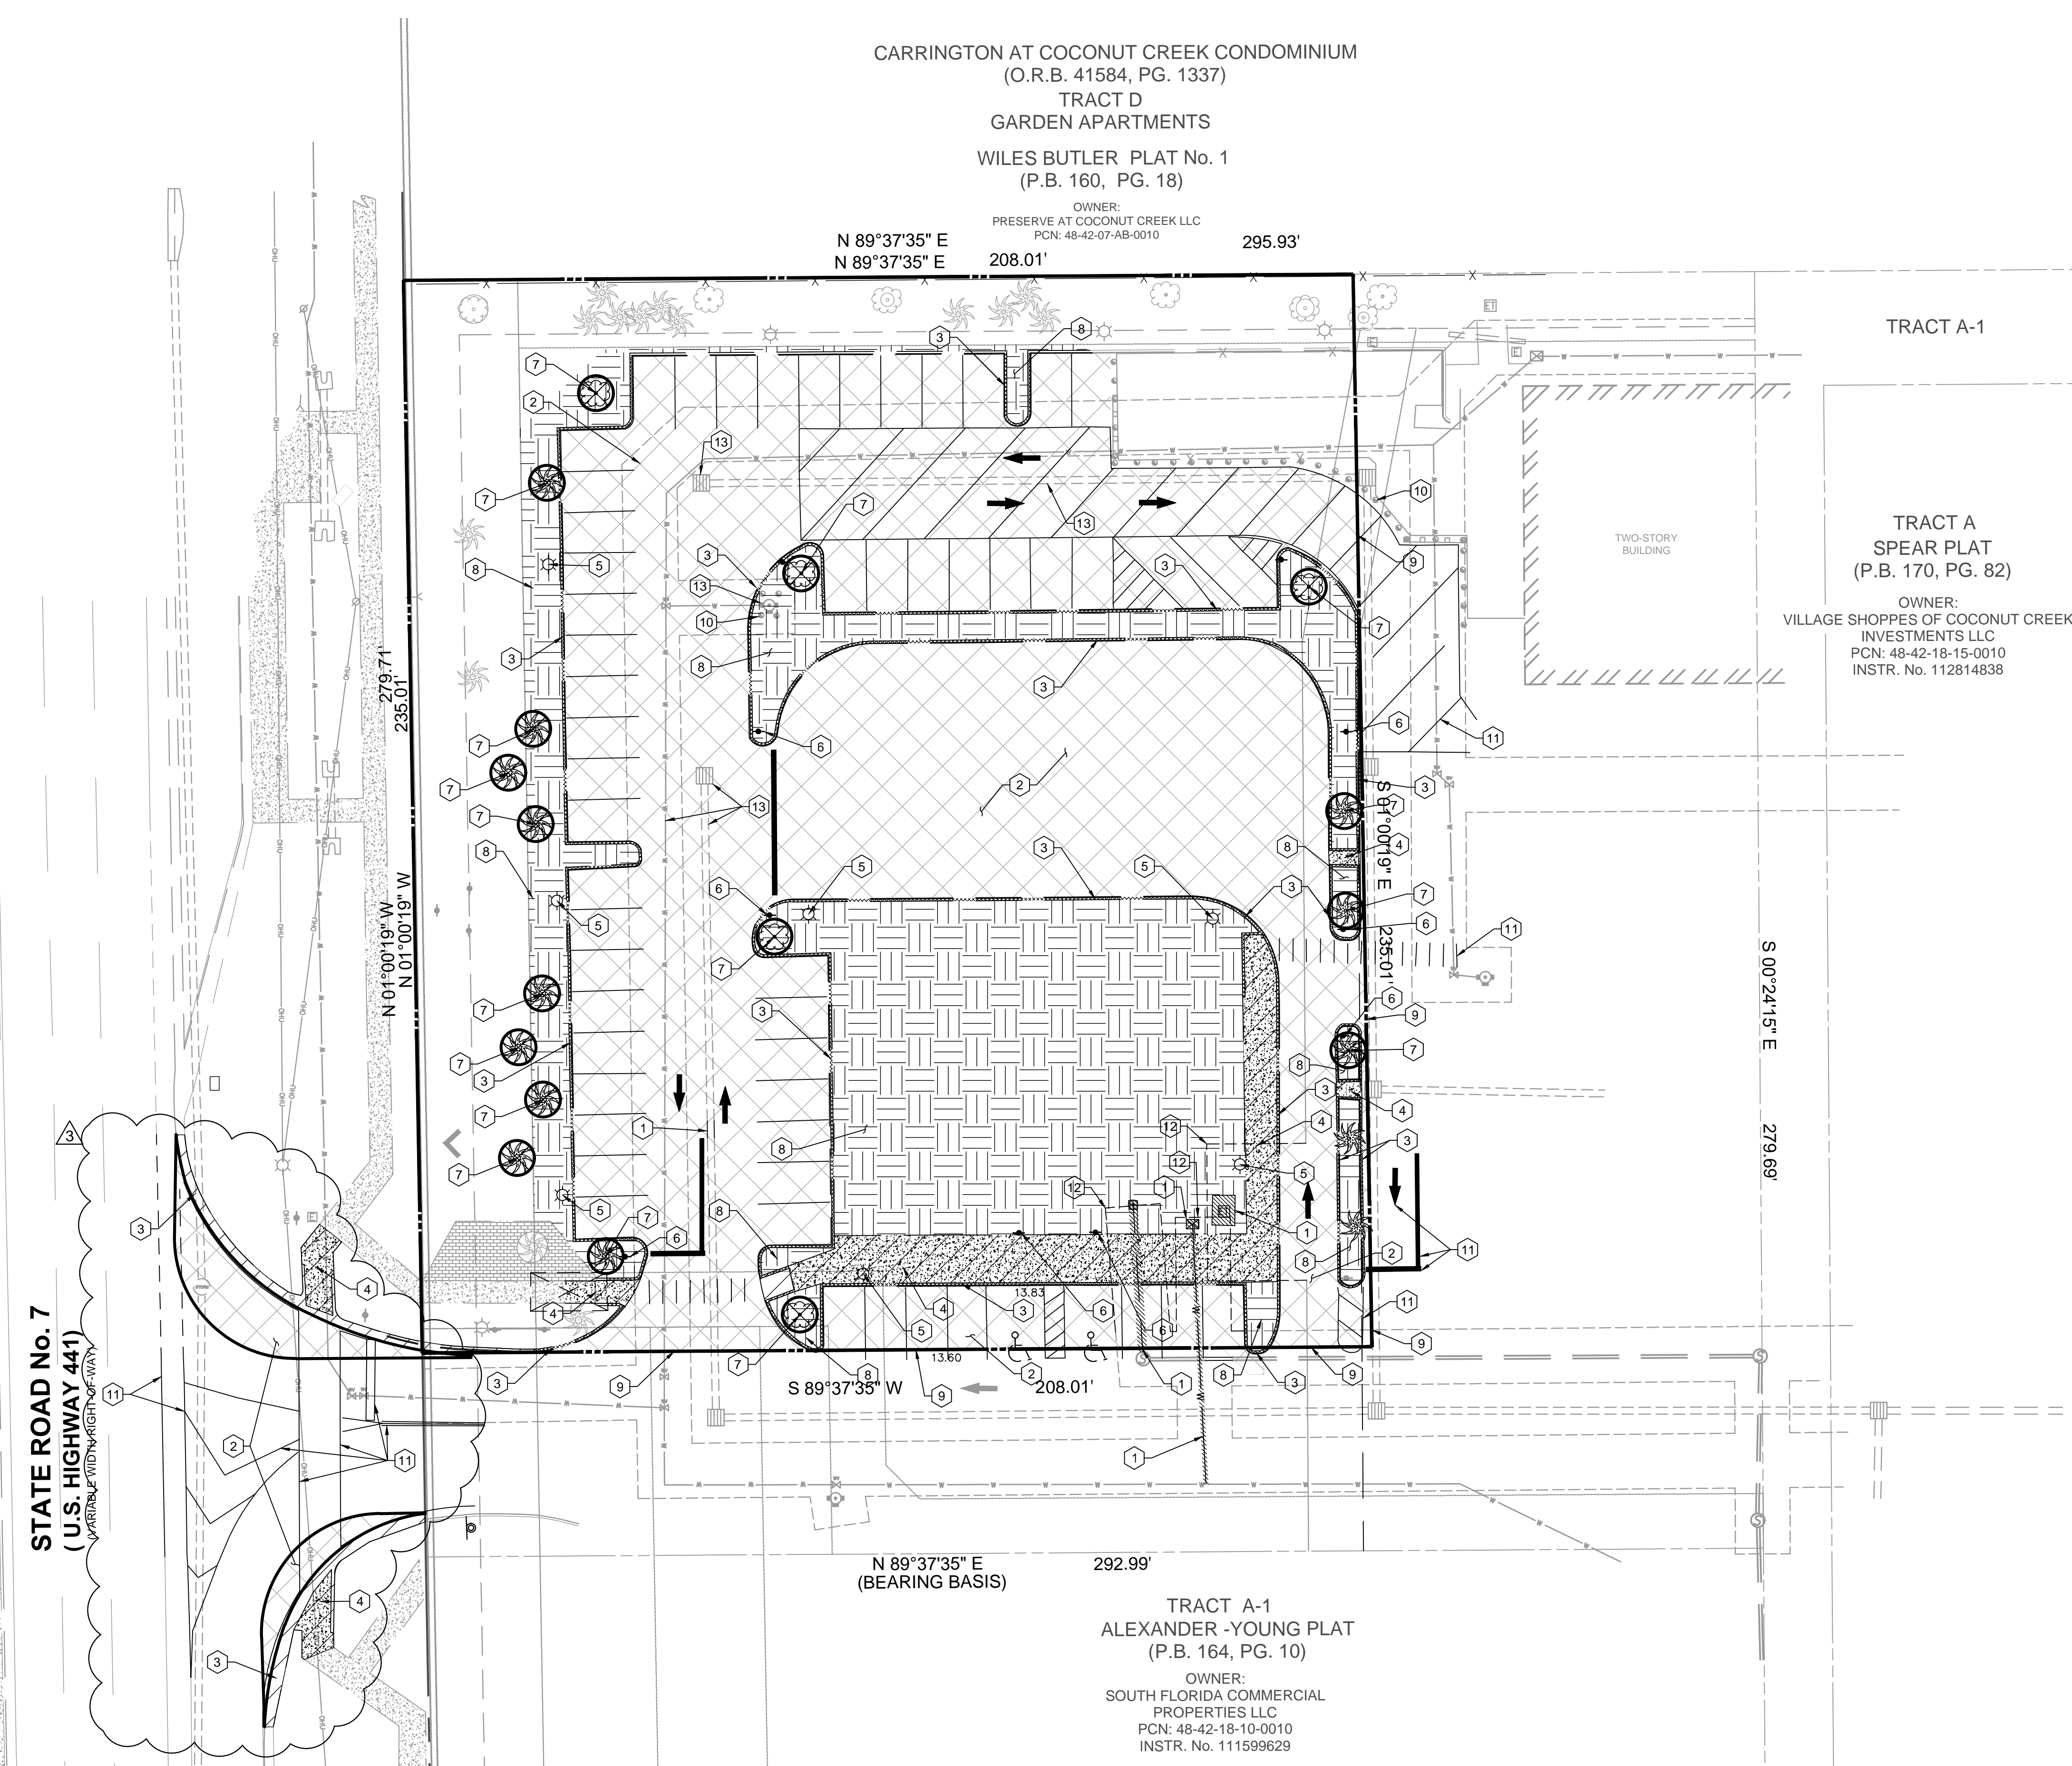 CARRINGTON AT COCONUT CREEK CONDOMINIUM
(O.R.B. 41584, PG. 1337)
TRACT D
GARDEN APARTMENTS
WILES BUTLER PLAT No. 1
(P.B. 160, PG. 18)
OWNER:
PRESERVE AT COCONUT CREEK LLC
PCN: 48-42-07-AB-0010
N 89°37'35" E 295.93'
N 89°37'35" E 208.01'
TRACT A-1
TWO-STORY
BUILDING
TRACT A
SPEAR PLAT
(P.B. 170, PG. 82)
OWNER:
VILLAGE SHOPPES OF COCONUT CREEK
INVESTMENTS LLC
PCN: 48-42-18-15-0010
INSTR. No. 112814838
279.71'
235.01'
N 01°00'19" W
N 01°00'19" W
S 01°00'19" E
235.01'
S 00°24'15" E
279.69'
3
STATE ROAD No. 7
( U.S. HIGHWAY 441)
(VARIABLE WIDTH RIGHT-OF-WAY)
13.83
13.60
S 89°37'35" W 208.01'
N 89°37'35" E 292.99'
(BEARING BASIS)
TRACT A-1
ALEXANDER -YOUNG PLAT
(P.B. 164, PG. 10)
OWNER:
SOUTH FLORIDA COMMERCIAL
PROPERTIES LLC
PCN: 48-42-18-10-0010
INSTR. No. 111599629